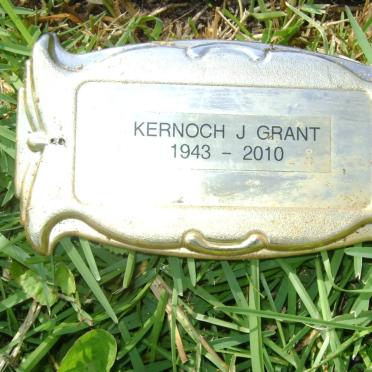 KERNOCH J GRANT
1943 - 2010